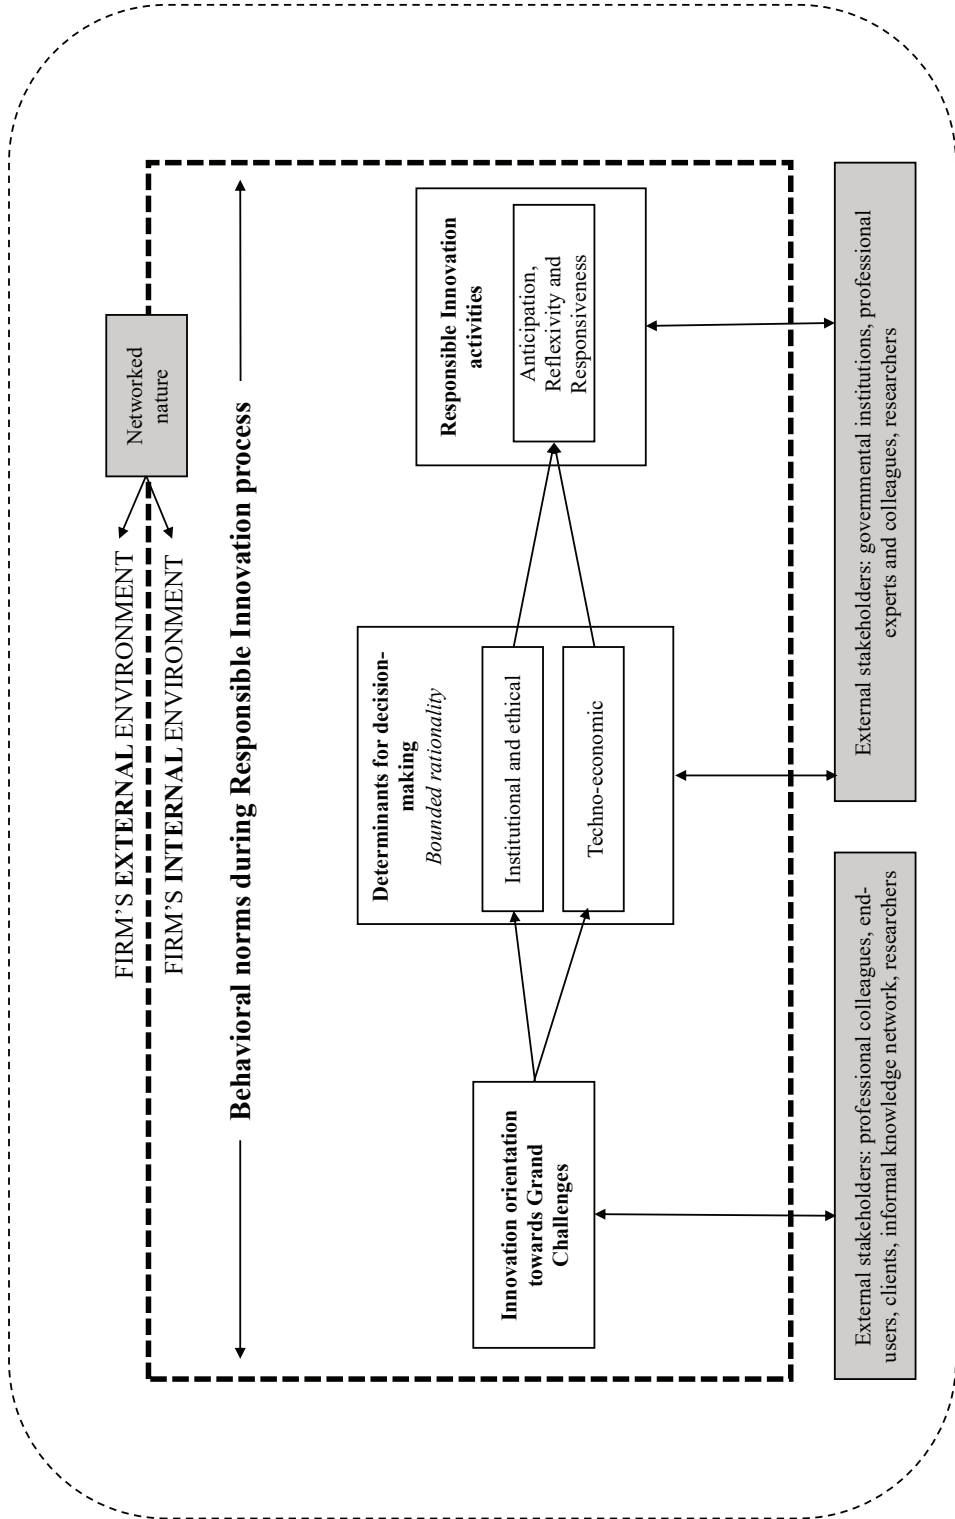 Networked
nature
FIRM'S EXTERNAL ENVIRONMENT
FIRM'S INTERNAL ENVIRONMENT
Behavioral norms during Responsible Innovation process
Innovation orientation
towards Grand
Challenges
Determinants for decision-
making
Bounded rationality
Institutional and ethical
Techno-economic
Responsible Innovation
activities
Anticipation,
Reflexivity and
Responsiveness
External stakeholders: professional colleagues, end-
users, clients, informal knowledge network, researchers
External stakeholders: governmental institutions, professional
experts and colleagues, researchers